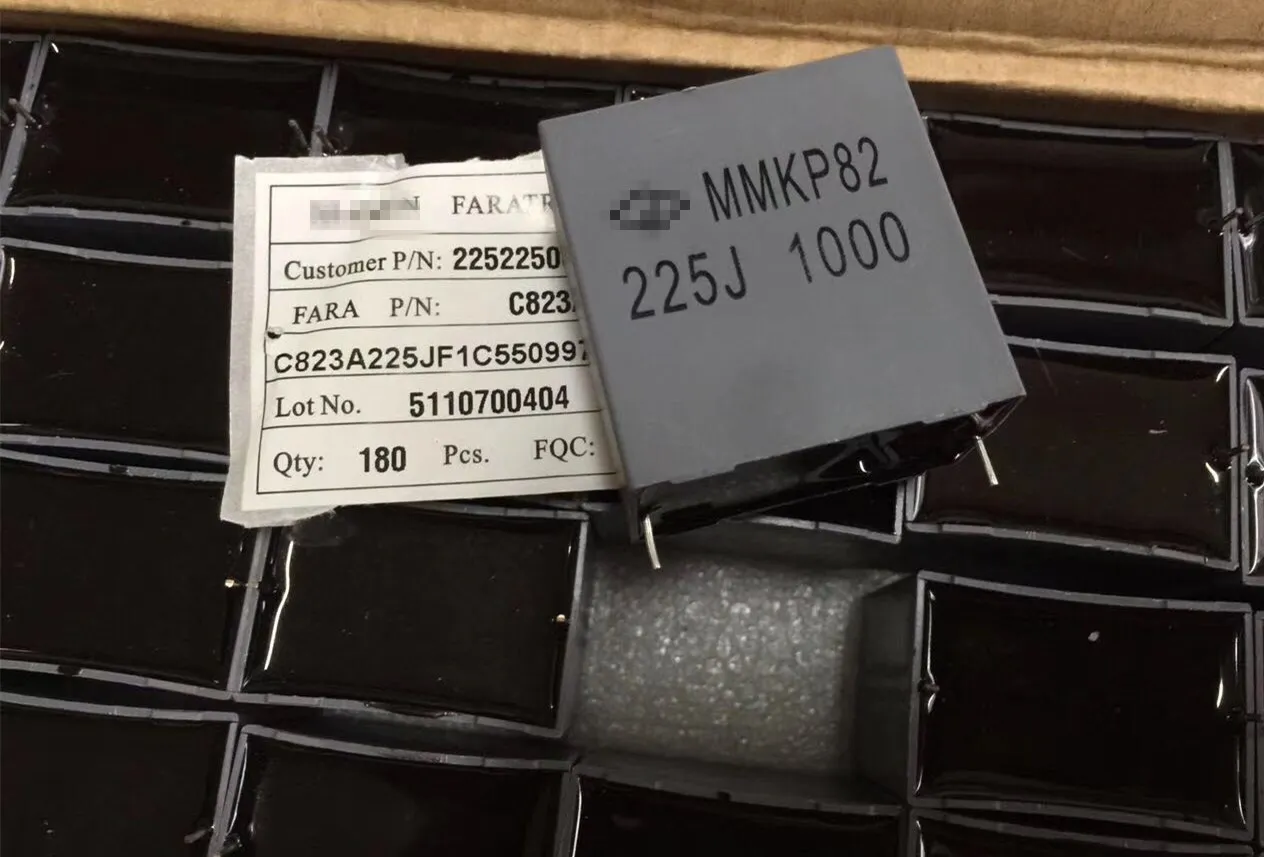 FARATR
Customer P/N: 2252250
FARA P/N: C823
C823A225JF1C550997
Lot No. 5110700404
Qty: 180 Pcs. FQC:
MMKP82
225J 1000